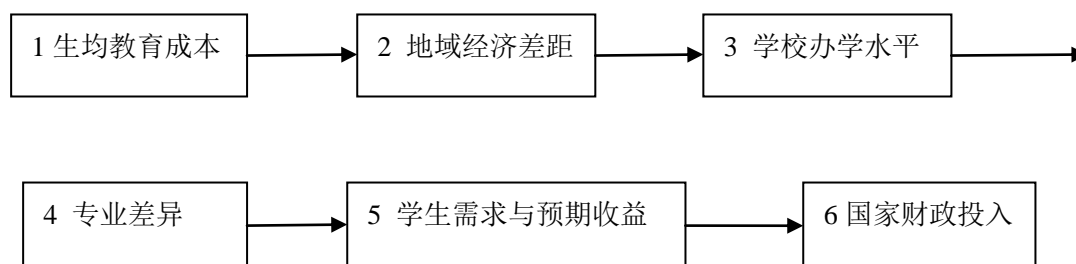 1 生均教育成本
2 地域经济差距
3 学校办学水平
4 专业差异
5 学生需求与预期收益
6 国家财政投入